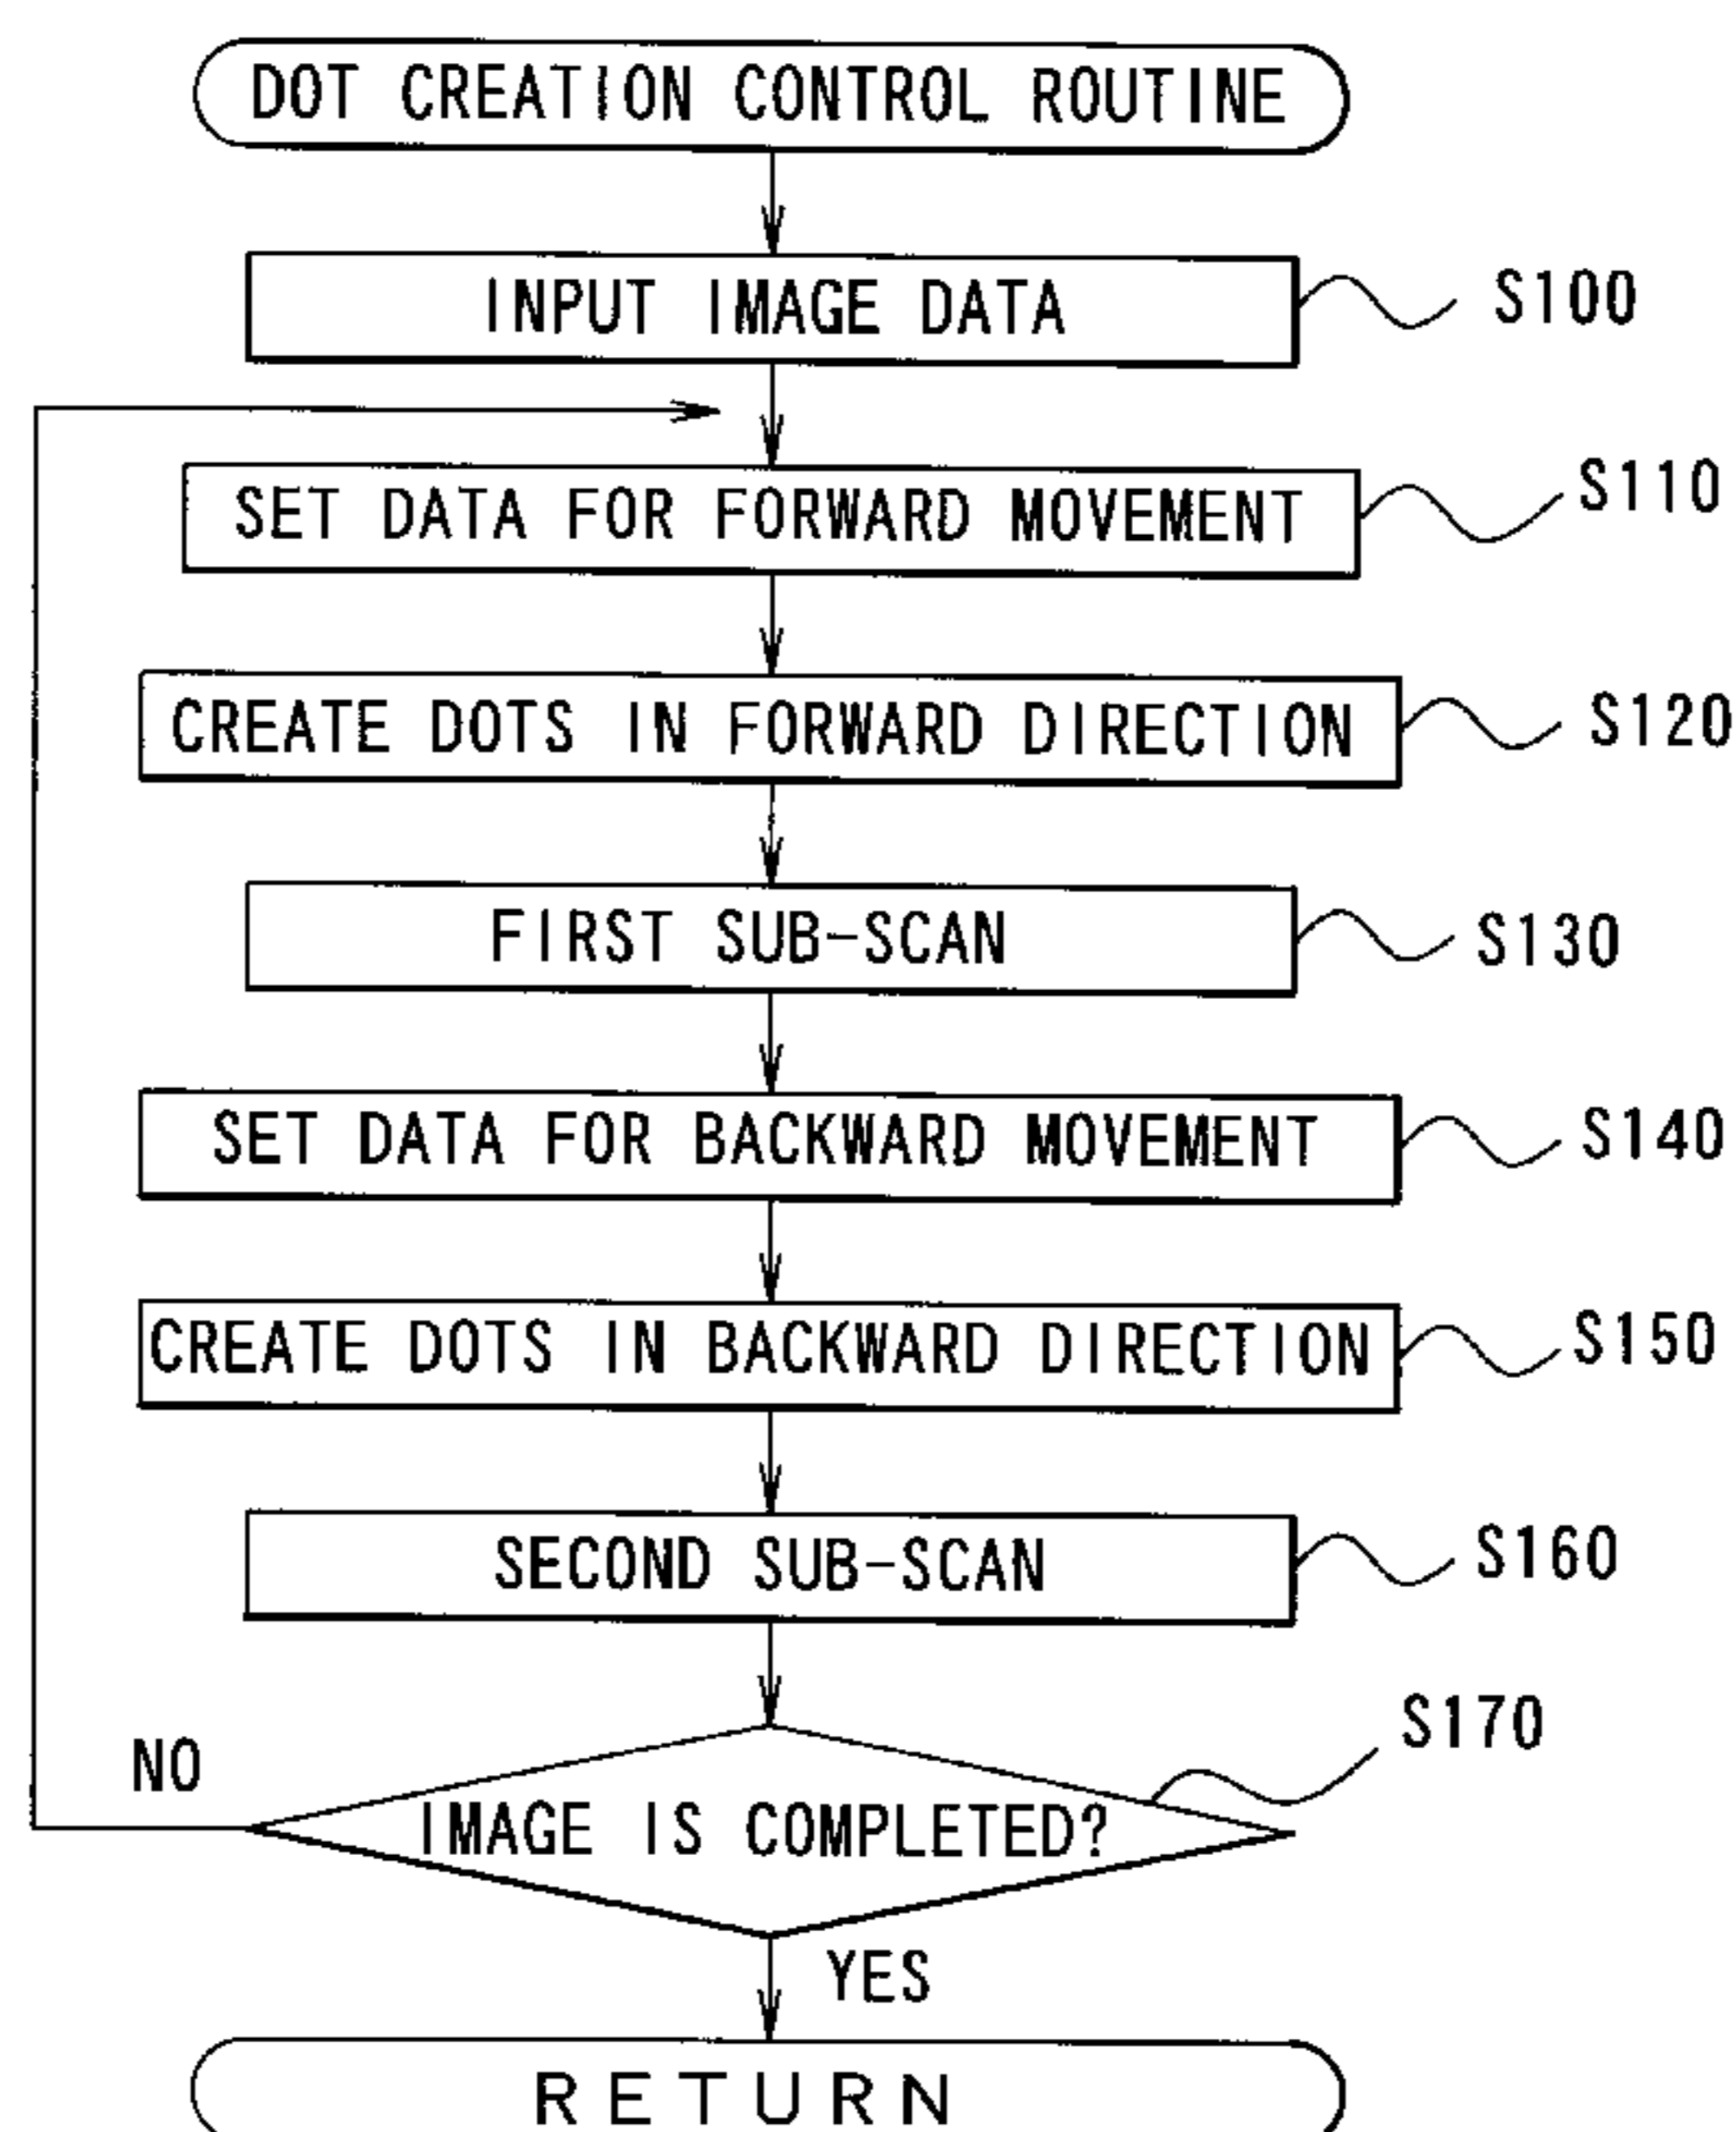 DOT CREATION CONTROL ROUTINE
INPUT IMAGE DATA
S100
SET DATA FOR FORWARD MOVEMENT
S110
CREATE DOTS IN FORWARD DIRECTION
S120
FIRST SUB-SCAN
S130
SET DATA FOR BACKWARD MOVEMENT
S140
CREATE DOTS IN BACKWARD DIRECTION
S150
SECOND SUB-SCAN
S160
S170
NO
IMAGE IS COMPLETED?
YES
RETURN